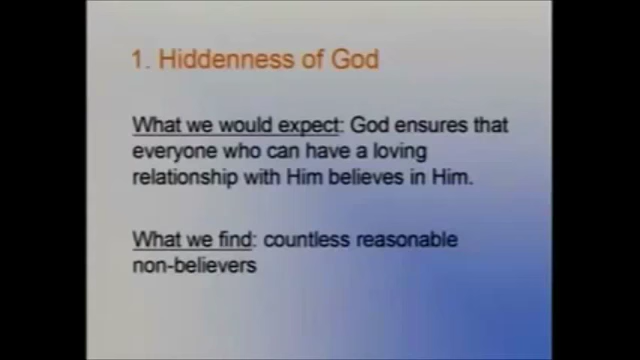 1. Hiddenness of God
What we would expect: God ensures that
everyone who can have a loving
relationship with Him believes in Him.
What we find: countless reasonable
non-believers